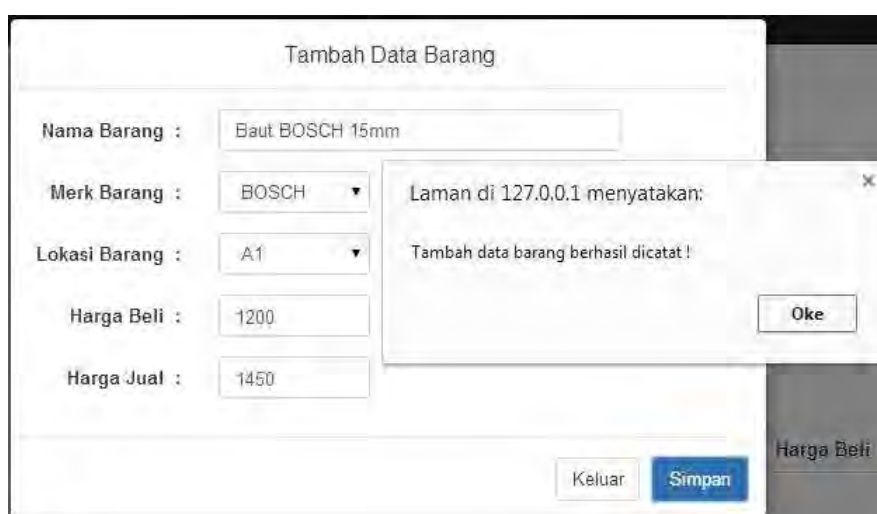 Tambah Data Barang
Nama Barang : Baut BOSCH 15mm
Merk Barang : BOSCH
Lokasi Barang : A1
Harga Beli : 1200
Harga Jual : 1450
Laman di 127.0.0.1 menyatakan:
Tambah data barang berhasil dicatat !
Oke
Harga Beli
Keluar Simpan